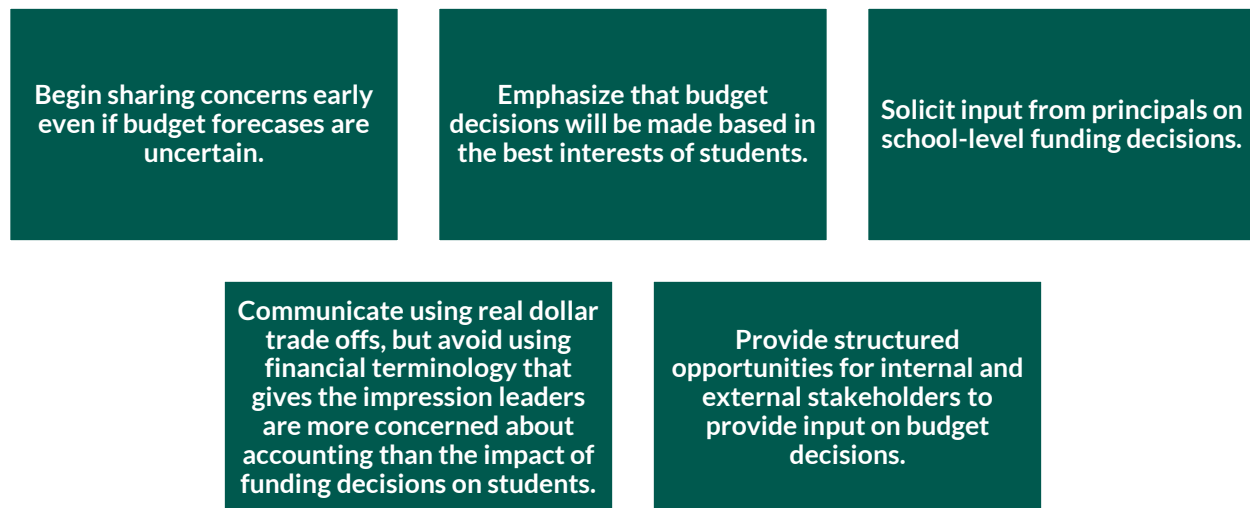 Begin sharing concerns early
even if budget forecases are
uncertain.
Emphasize that budget
decisions will be made based in
the best interests of students.
Solicit input from principals on
school-level funding decisions.
Communicate using real dollar
trade offs, but avoid using
financial terminology that
gives the impression leaders
are more concerned about
accounting than the impact of
funding decisions on students.
Provide structured
opportunities for internal and
external stakeholders to
provide input on budget
decisions.